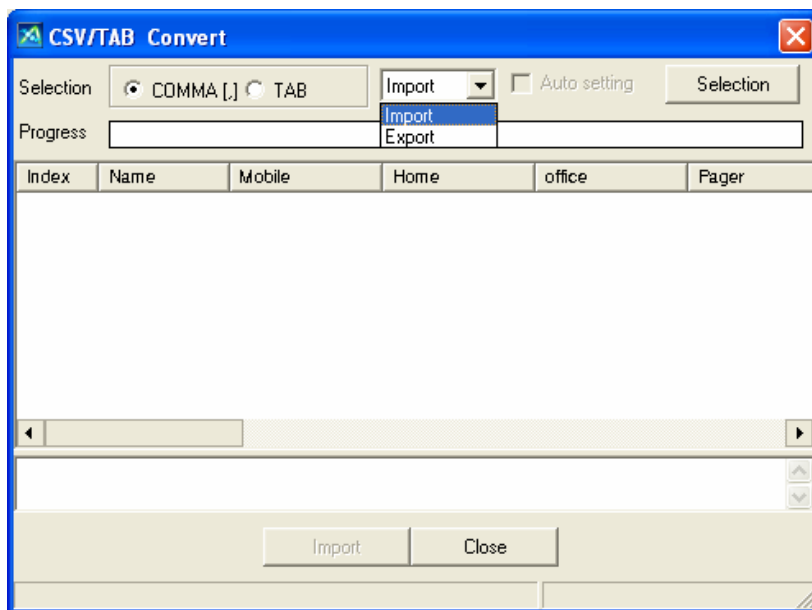 CSV/TAB Convert
Selection COMMA [,] TAB Import Auto setting Selection
Import
Progress Export
Index Name Mobile Home office Pager
Import Close